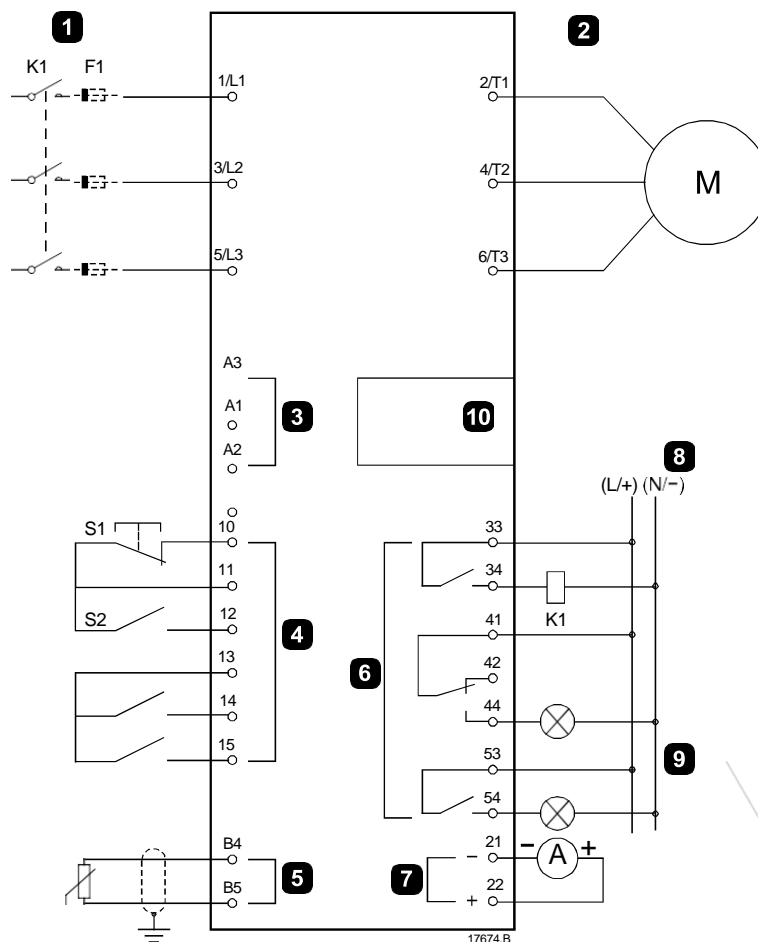 1
2
K1 F1
1/L1
2/T1
3/L2
4/T2
M
5/L3
6/T3
A3
3
10
A1
A2
8
(L/+) (N/−)
S1
10
33
11
34
K1
S2
12
4
41
13
6
42
14
44
15
53
9
54
B4
21
− A +
5
7
−
B5
22
+
17674.B